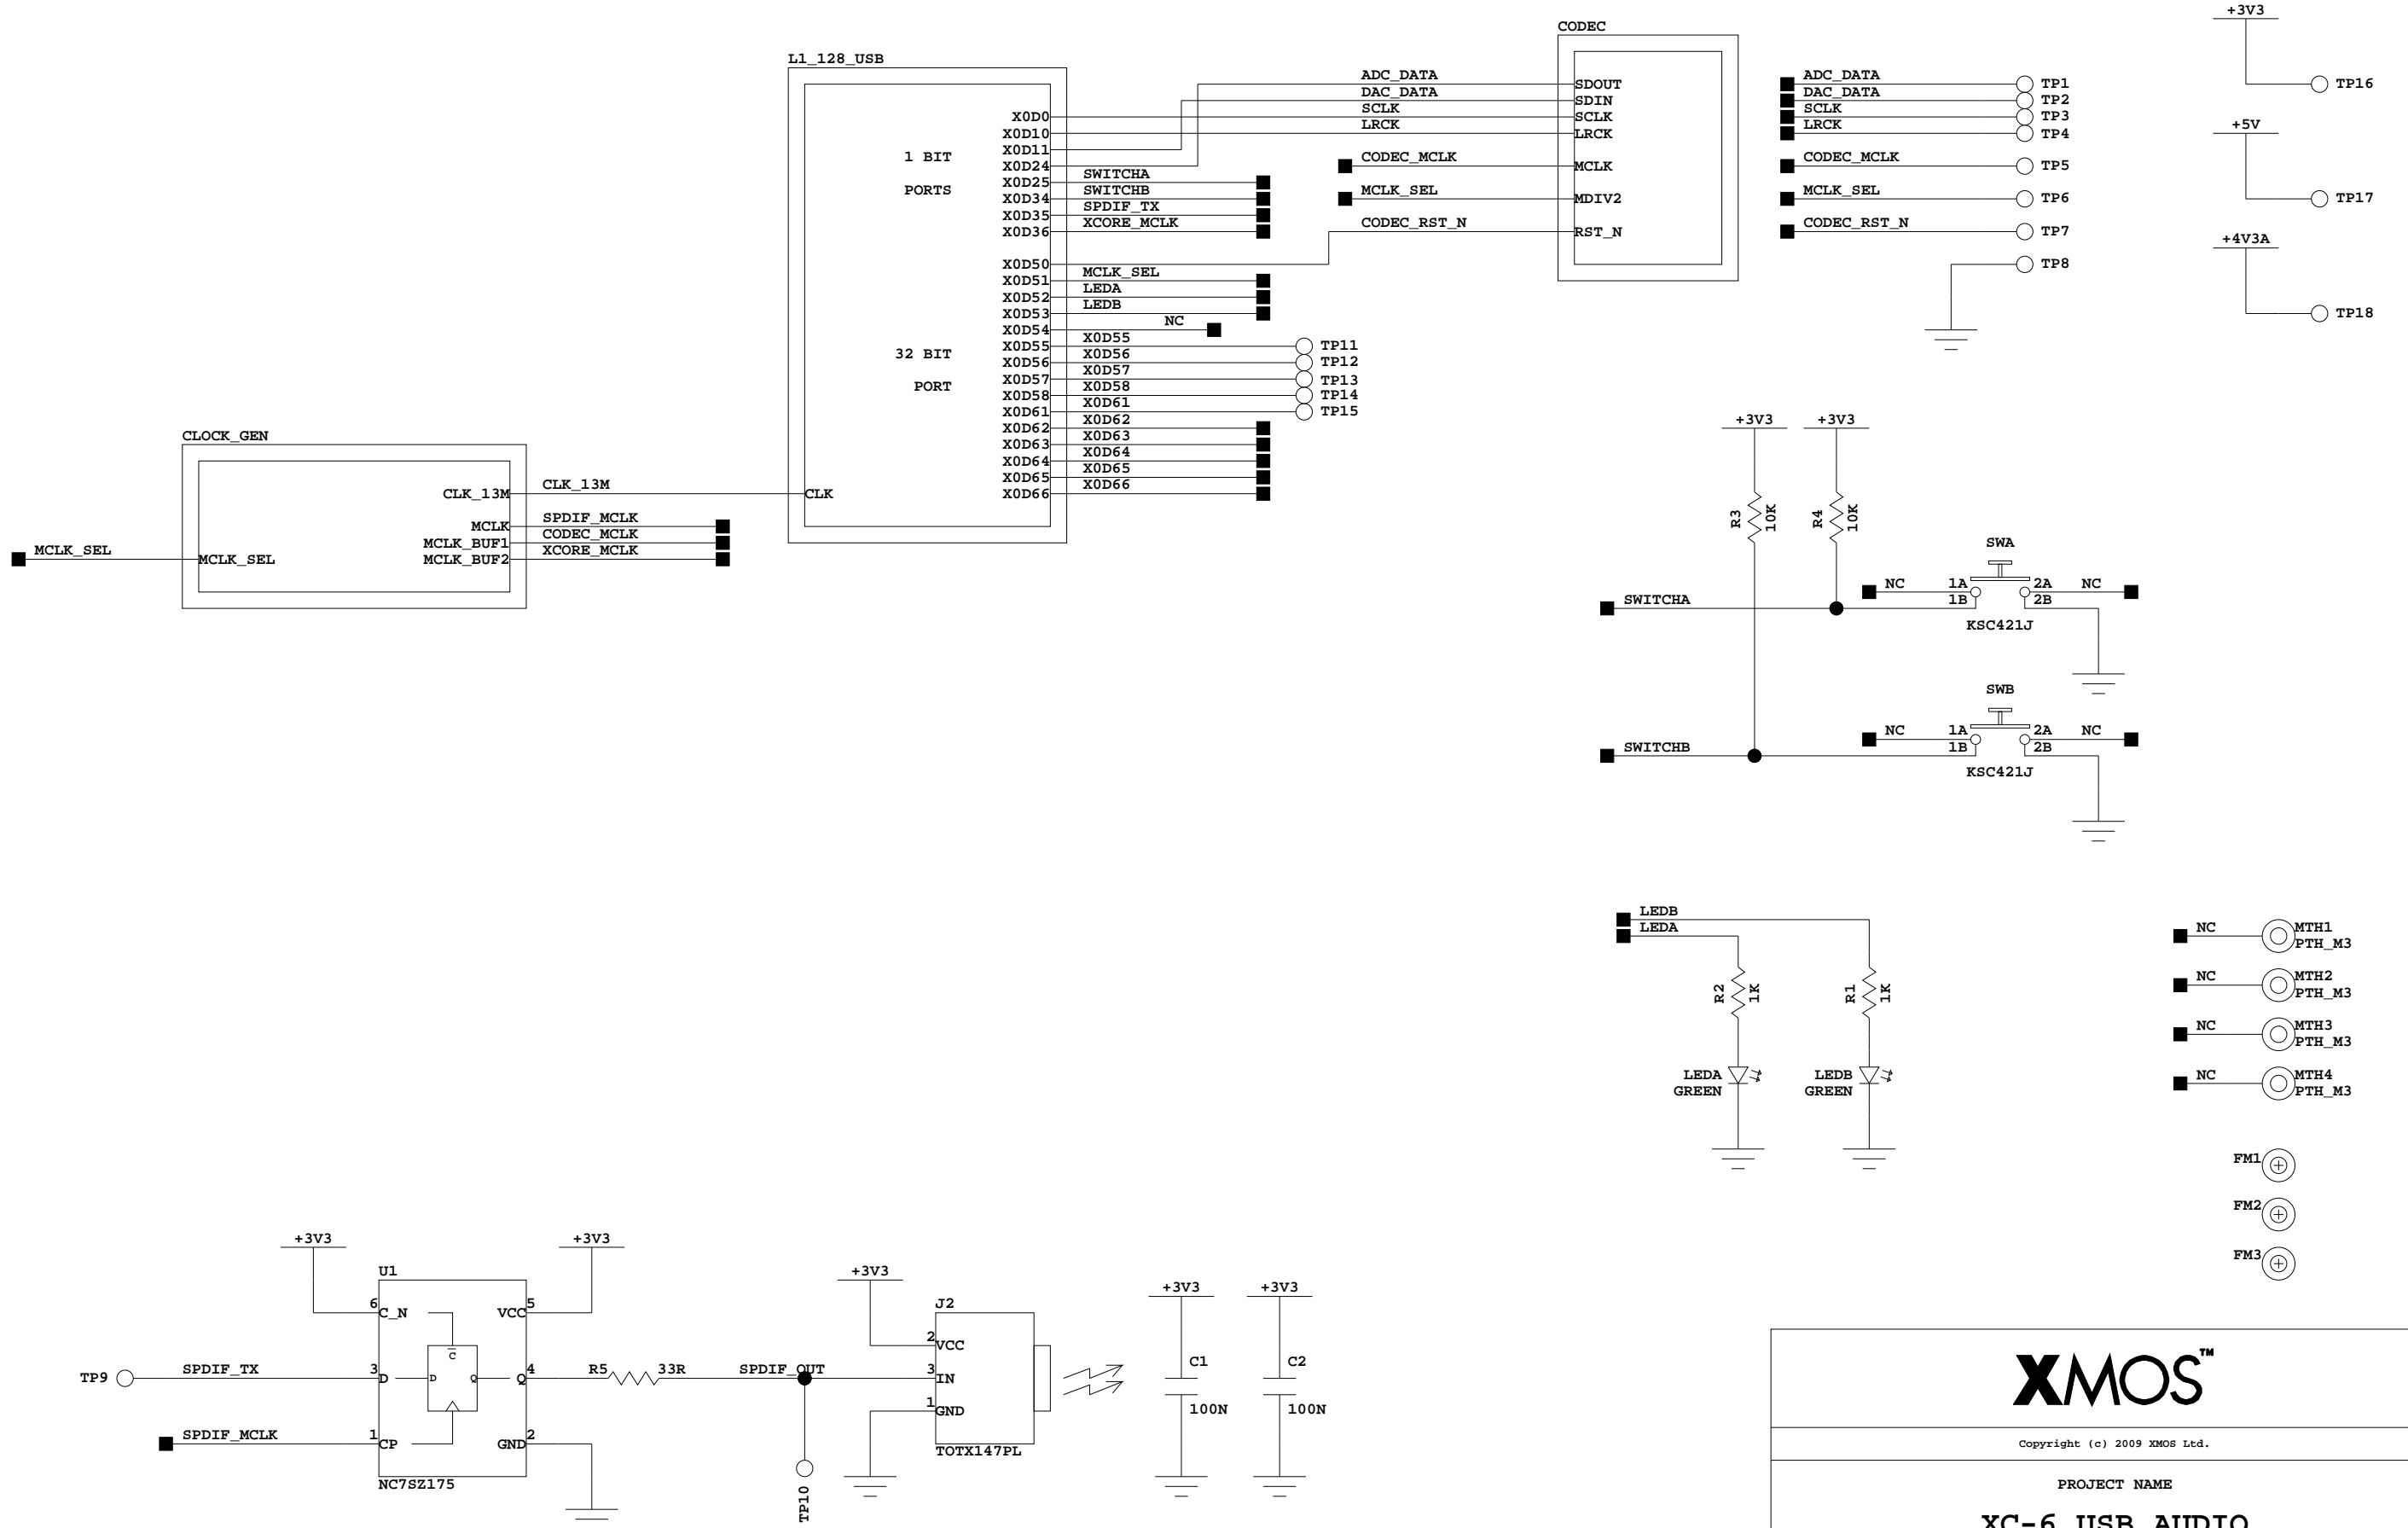 L1_128_USB
1 BIT
PORTS
32 BIT
PORT
CLK
X0D0
X0D10
X0D11
X0D24
X0D25
X0D34
X0D35
X0D36
X0D50
X0D51
X0D52
X0D53
X0D54
X0D55
X0D56
X0D57
X0D58
X0D61
X0D62
X0D63
X0D64
X0D65
X0D66
SWITCHA
SWITCHB
SPDIF_TX
XCORE_MCLK
MCLK_SEL
LEDA
LEDB
NC
X0D55
X0D56
X0D57
X0D58
X0D61
X0D62
X0D63
X0D64
X0D65
X0D66
TP11
TP12
TP13
TP14
TP15
CODEC
ADC_DATA
DAC_DATA
SCLK
LRCK
CODEC_MCLK
MCLK_SEL
CODEC_RST_N
SDOUT
SDIN
SCLK
LRCK
MCLK
MDIV2
RST_N
ADC_DATA TP1
DAC_DATA TP2
SCLK TP3
LRCK TP4
CODEC_MCLK TP5
MCLK_SEL TP6
CODEC_RST_N TP7
TP8
+3V3
TP16
+5V
TP17
+4V3A
TP18
CLOCK_GEN
MCLK_SEL
MCLK_SEL
CLK_13M
MCLK
MCLK_BUF1
MCLK_BUF2
CLK_13M
SPDIF_MCLK
CODEC_MCLK
XCORE_MCLK
+3V3 +3V3
R3 10K
R4 10K
SWA
NC 1A 2A NC
SWITCHA 1B 2B
KSC421J
SWB
NC 1A 2A NC
SWITCHB 1B 2B
KSC421J
LEDB
LEDA
R2 1K
R1 1K
LEDA
GREEN
LEDB
GREEN
NC MTH1
PTH_M3
NC MTH2
PTH_M3
NC MTH3
PTH_M3
NC MTH4
PTH_M3
FM1
FM2
FM3
+3V3 +3V3
U1
6 C_N VCC 5
C
TP9 SPDIF_TX 3 D D Q Q 4
SPDIF_MCLK 1 CP GND 2
NC7SZ175
R5 33R SPDIF_OUT
TP10
+3V3
J2
2 VCC
3 IN
1 GND
TOTX147PL
+3V3 +3V3
C1 C2
100N 100N
XMOS™
Copyright (c) 2009 XMOS Ltd.
PROJECT NAME
XC-6 USB AUDIO